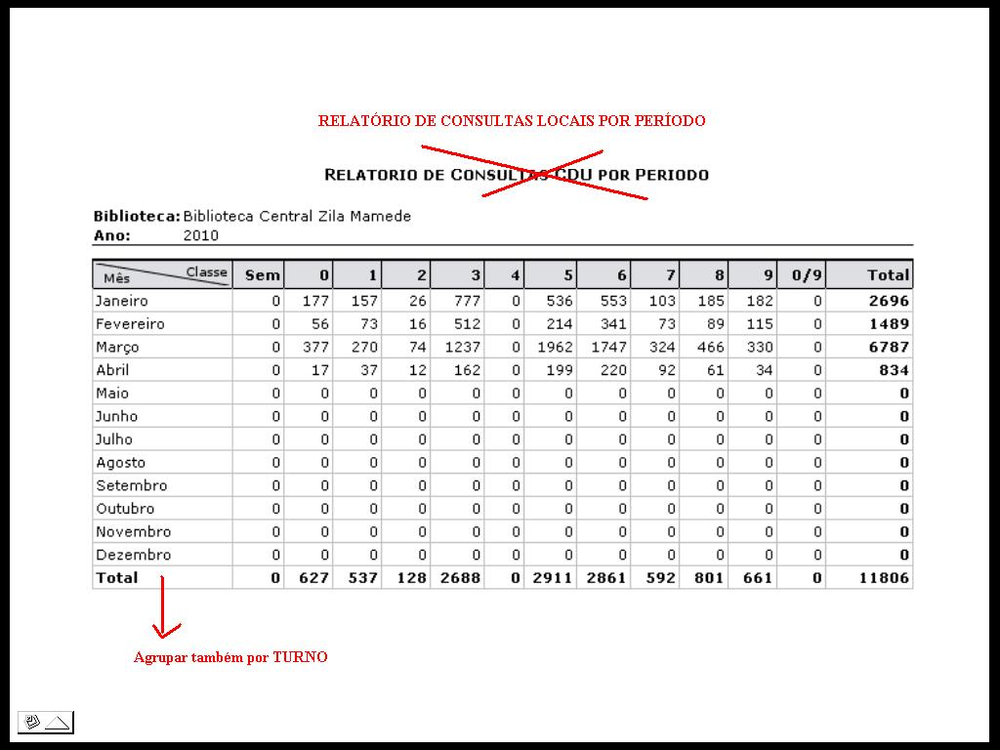 RELATÓRIO DE CONSULTAS LOCAIS POR PERÍODO
RELATORIO DE CONSULTAS CDU POR PERIODO
Biblioteca: Biblioteca Central Zila Mamede
Ano: 2010
Mês Classe Sem 0 1 2 3 4 5 6 7 8 9 0/9 Total
Janeiro 0 177 157 26 777 0 536 553 103 185 182 0 2696
Fevereiro 0 56 73 16 512 0 214 341 73 89 115 0 1489
Março 0 377 270 74 1237 0 1962 1747 324 466 330 0 6787
Abril 0 17 37 12 162 0 199 220 92 61 34 0 834
Maio 0 0 0 0 0 0 0 0 0 0 0 0 0
Junho 0 0 0 0 0 0 0 0 0 0 0 0 0
Julho 0 0 0 0 0 0 0 0 0 0 0 0 0
Agosto 0 0 0 0 0 0 0 0 0 0 0 0 0
Setembro 0 0 0 0 0 0 0 0 0 0 0 0 0
Outubro 0 0 0 0 0 0 0 0 0 0 0 0 0
Novembro 0 0 0 0 0 0 0 0 0 0 0 0 0
Dezembro 0 0 0 0 0 0 0 0 0 0 0 0 0
Total 0 627 537 128 2688 0 2911 2861 592 801 661 0 11806
Agrupar também por TURNO